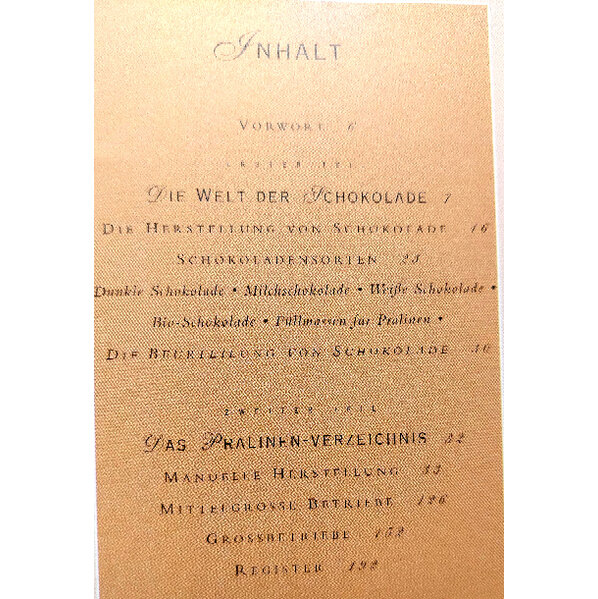 INHALT
VORWORT 6
ERSTER TEIL
DIE WELT DER SCHOKOLADE 7
DIE HERSTELLUNG VON SCHOKOLADE 16
SCHOKOLADENSORTEN 23
Dunkle Schokolade • Milchschokolade • Weiße Schokolade •
Bio-Schokolade • Füllmassen für Pralinen •
DIE BEURTEILUNG VON SCHOKOLADE 30
ZWEITER TEIL
DAS PRALINEN-VERZEICHNIS
MANUELLE HERSTELLUNG 33
MITTELGROSSE BETRIEBE 126
GROSSBETRIEBE 152
REGISTER 192